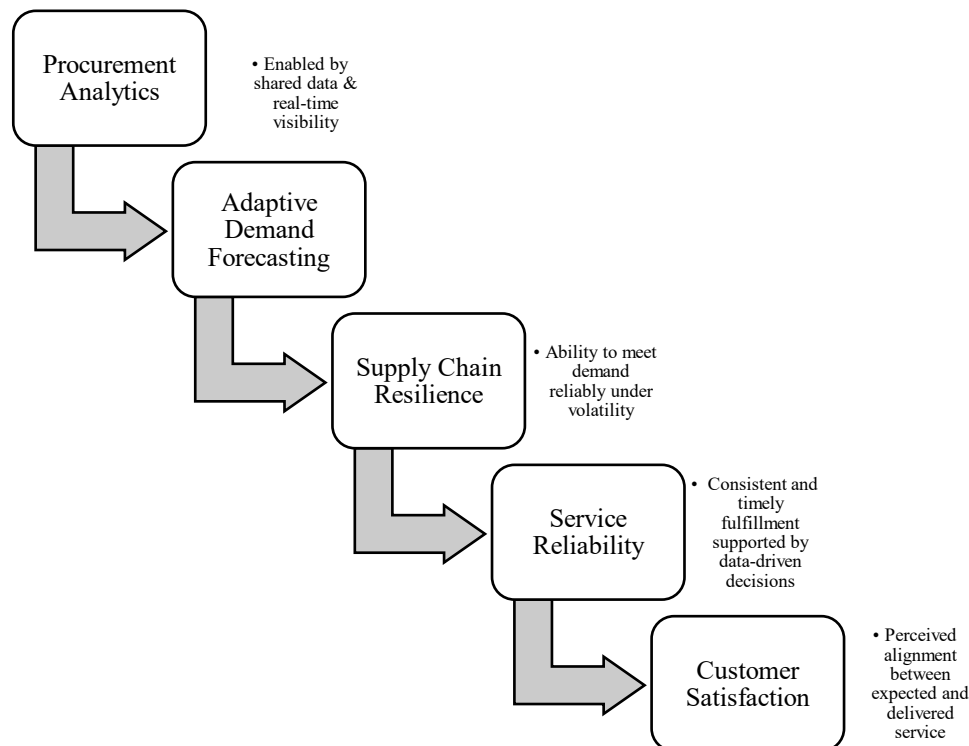 Procurement
Analytics
• Enabled by
shared data &
real-time
visibility
Adaptive
Demand
Forecasting
Supply Chain
Resilience
• Ability to meet
demand
reliably under
volatility
Service
Reliability
• Consistent and
timely
fulfillment
supported by
data-driven
decisions
Customer
Satisfaction
• Perceived
alignment
between
expected and
delivered
service